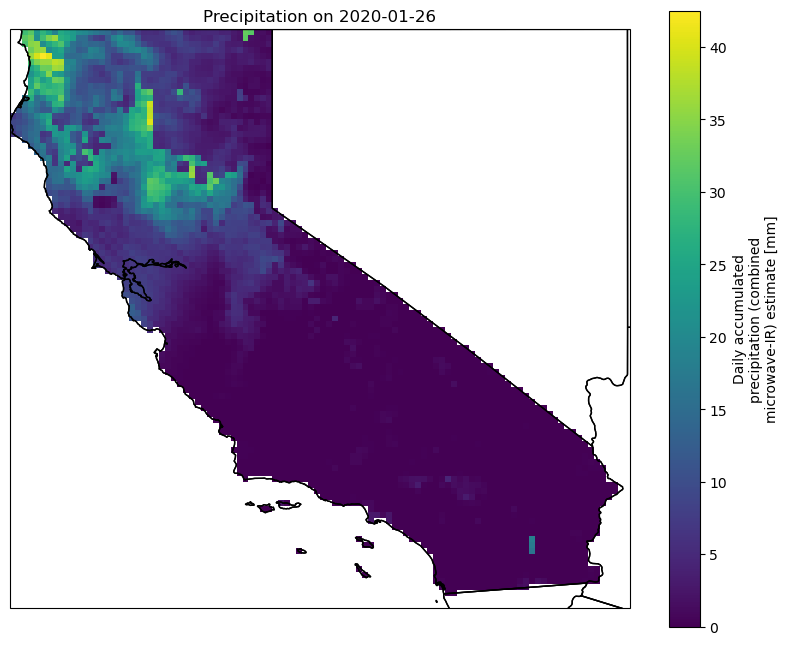 Precipitation on 2020-01-26
40
35
30
25
20
15
10
5
0
Daily accumulated
precipitation (combined
microwave-IR) estimate [mm]